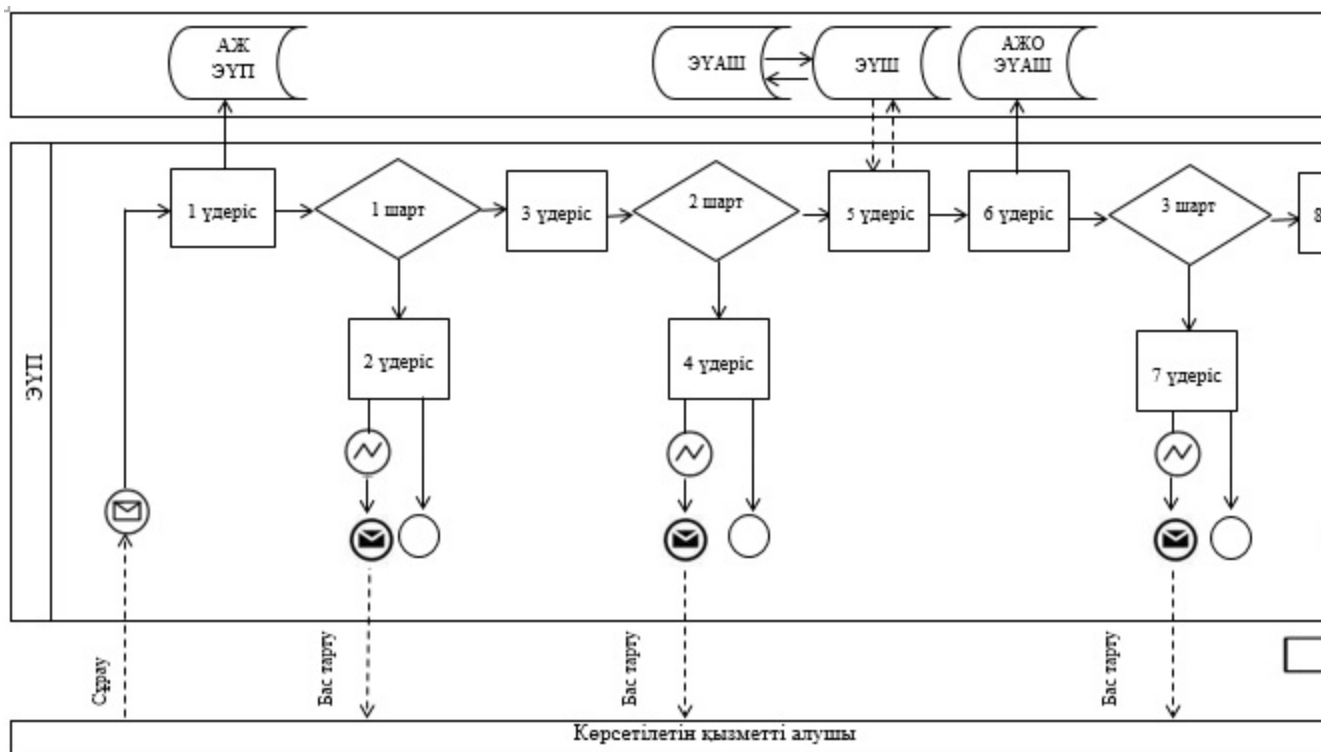 АЖ
ЭҮП
ЭҮАШ
ЭҮШ
АЖО
ЭҮАШ
ЭҮП
1 үдеріс
1 шарт
3 үдеріс
2 шарт
5 үдеріс
6 үдеріс
3 шарт
8
2 үдеріс
4 үдеріс
7 үдеріс
Сұрау
Бас тарту
Бас тарту
Бас тарту
Көрсетілетін қызметті алушы